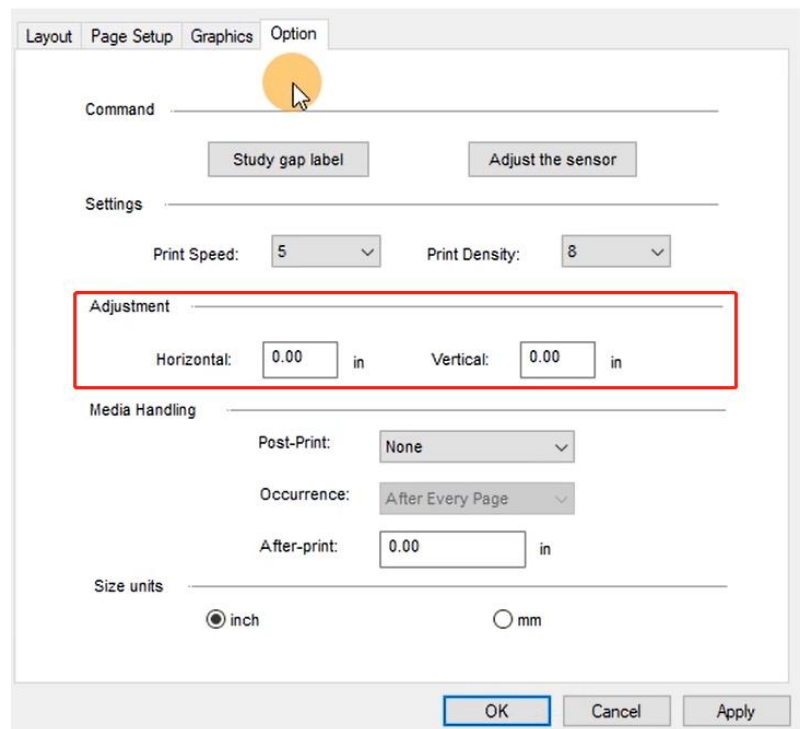 Layout Page Setup Graphics Option
Command
Study gap label Adjust the sensor
Settings
Print Speed: 5 Print Density: 8
Adjustment
Horizontal: 0.00 in Vertical: 0.00 in
Media Handling
Post-Print: None
Occurrence: After Every Page
After-print: 0.00 in
Size units
inch mm
OK Cancel Apply